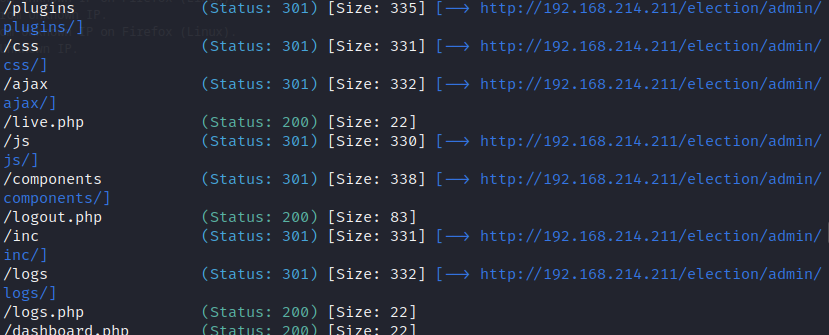 /plugins (Status: 301) [Size: 335] [--> http://192.168.214.211/election/admin/
plugins/]
/css (Status: 301) [Size: 331] [--> http://192.168.214.211/election/admin/
css/]
/ajax (Status: 301) [Size: 332] [--> http://192.168.214.211/election/admin/
ajax/]
/live.php (Status: 200) [Size: 22]
/js (Status: 301) [Size: 330] [--> http://192.168.214.211/election/admin/
js/]
/components (Status: 301) [Size: 338] [--> http://192.168.214.211/election/admin/
components/]
/logout.php (Status: 200) [Size: 83]
/inc (Status: 301) [Size: 331] [--> http://192.168.214.211/election/admin/
inc/]
/logs (Status: 301) [Size: 332] [--> http://192.168.214.211/election/admin/
logs/]
/logs.php (Status: 200) [Size: 22]
/dashboard.php (Status: 200) [Size: 22]